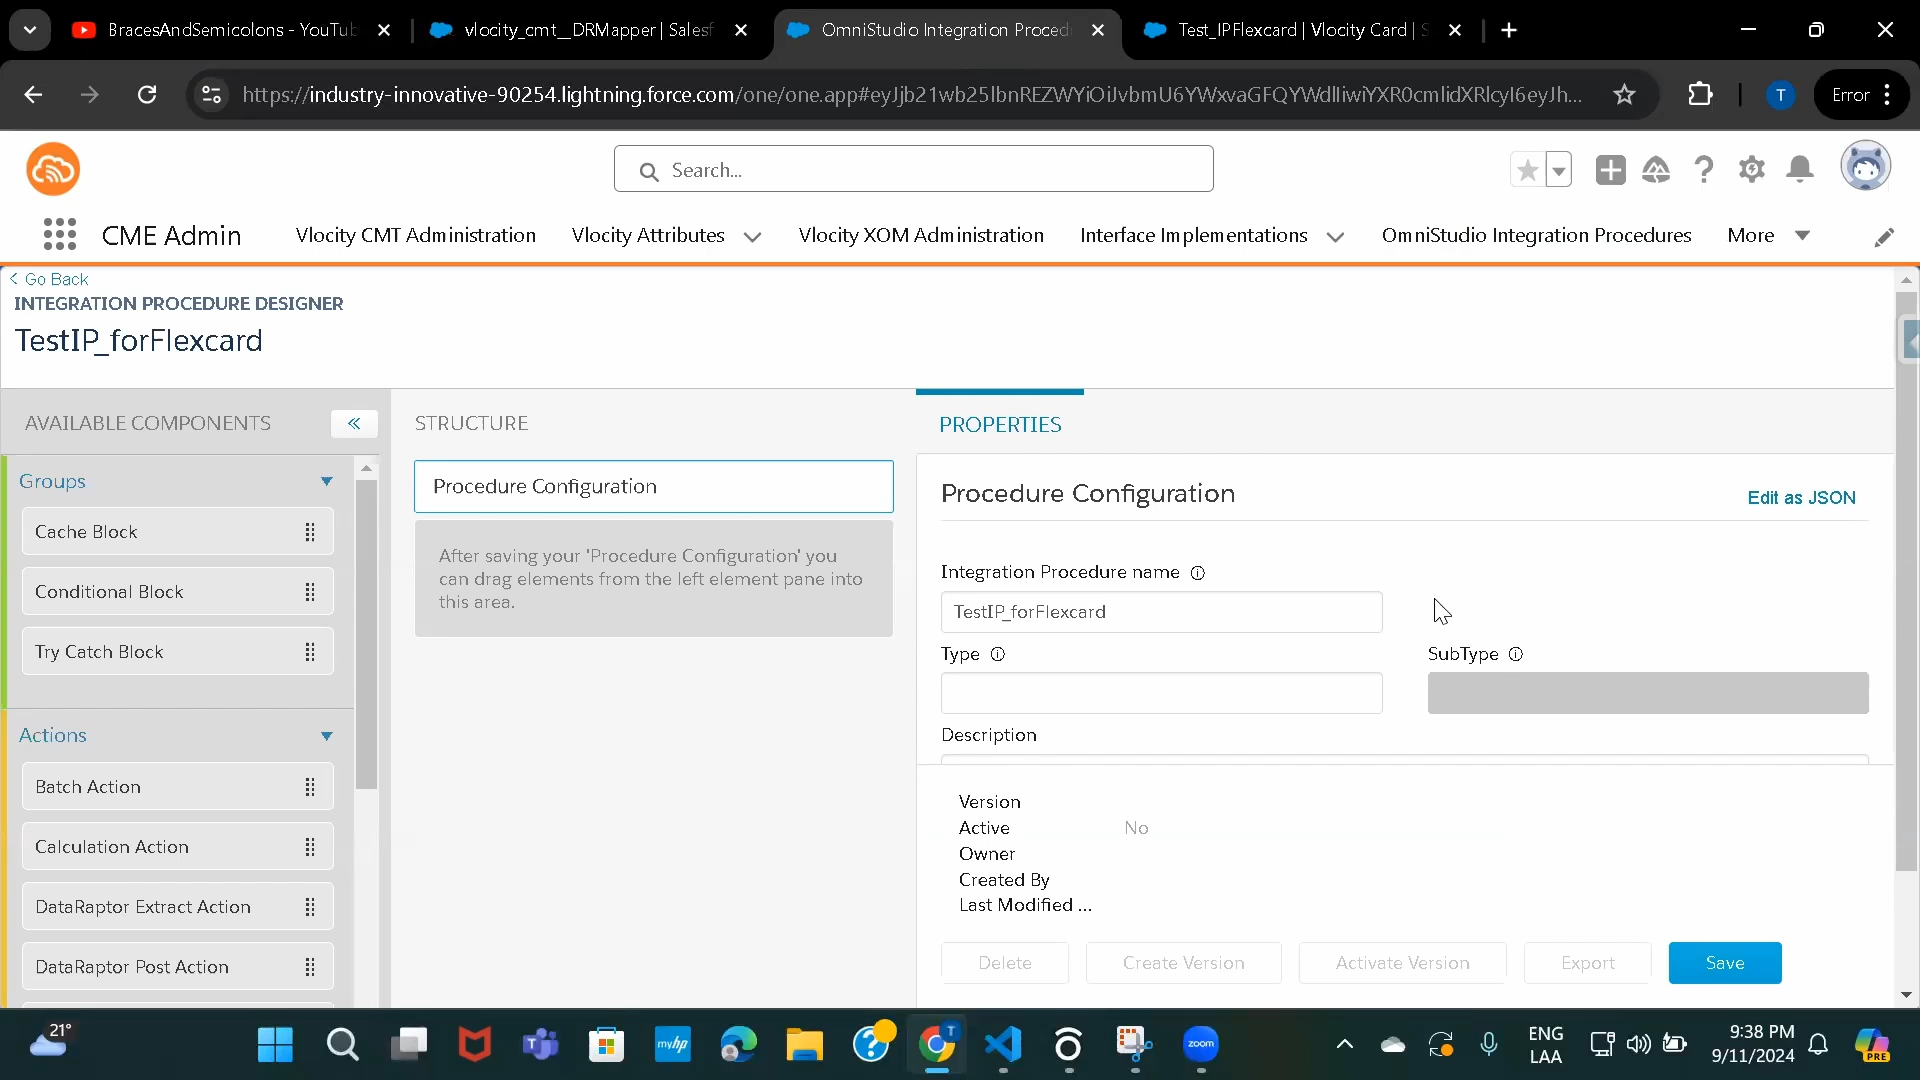 BracesAndSemicolons - YouTub
vlocity_cmt__DRMapper | Salesf
OmniStudio Integration Proced
Test_IPFlexcard | Vlocity Card | S
https://industry-innovative-90254.lightning.force.com/one/one.app#eyJjb21wb25lbnREZWYiOiJvbmU6YWxvaGFQYWdlIiwiYXR0cmlidXRlcyI6eyJh...
T
Error
Search...
CME Admin
Vlocity CMT Administration
Vlocity Attributes
Vlocity XOM Administration
Interface Implementations
OmniStudio Integration Procedures
More
Go Back
INTEGRATION PROCEDURE DESIGNER
TestIP_forFlexcard
AVAILABLE COMPONENTS
Groups
Cache Block
Conditional Block
Try Catch Block
Actions
Batch Action
Calculation Action
DataRaptor Extract Action
DataRaptor Post Action
STRUCTURE
Procedure Configuration
After saving your 'Procedure Configuration' you
can drag elements from the left element pane into
this area.
PROPERTIES
Procedure Configuration
Edit as JSON
Integration Procedure name
TestIP_forFlexcard
Type
SubType
Description
Version
Active No
Owner
Created By
Last Modified ...
Delete
Create Version
Activate Version
Export
Save
21°
myhp
T
zoom
ENG
LAA
9:38 PM
9/11/2024
PRE